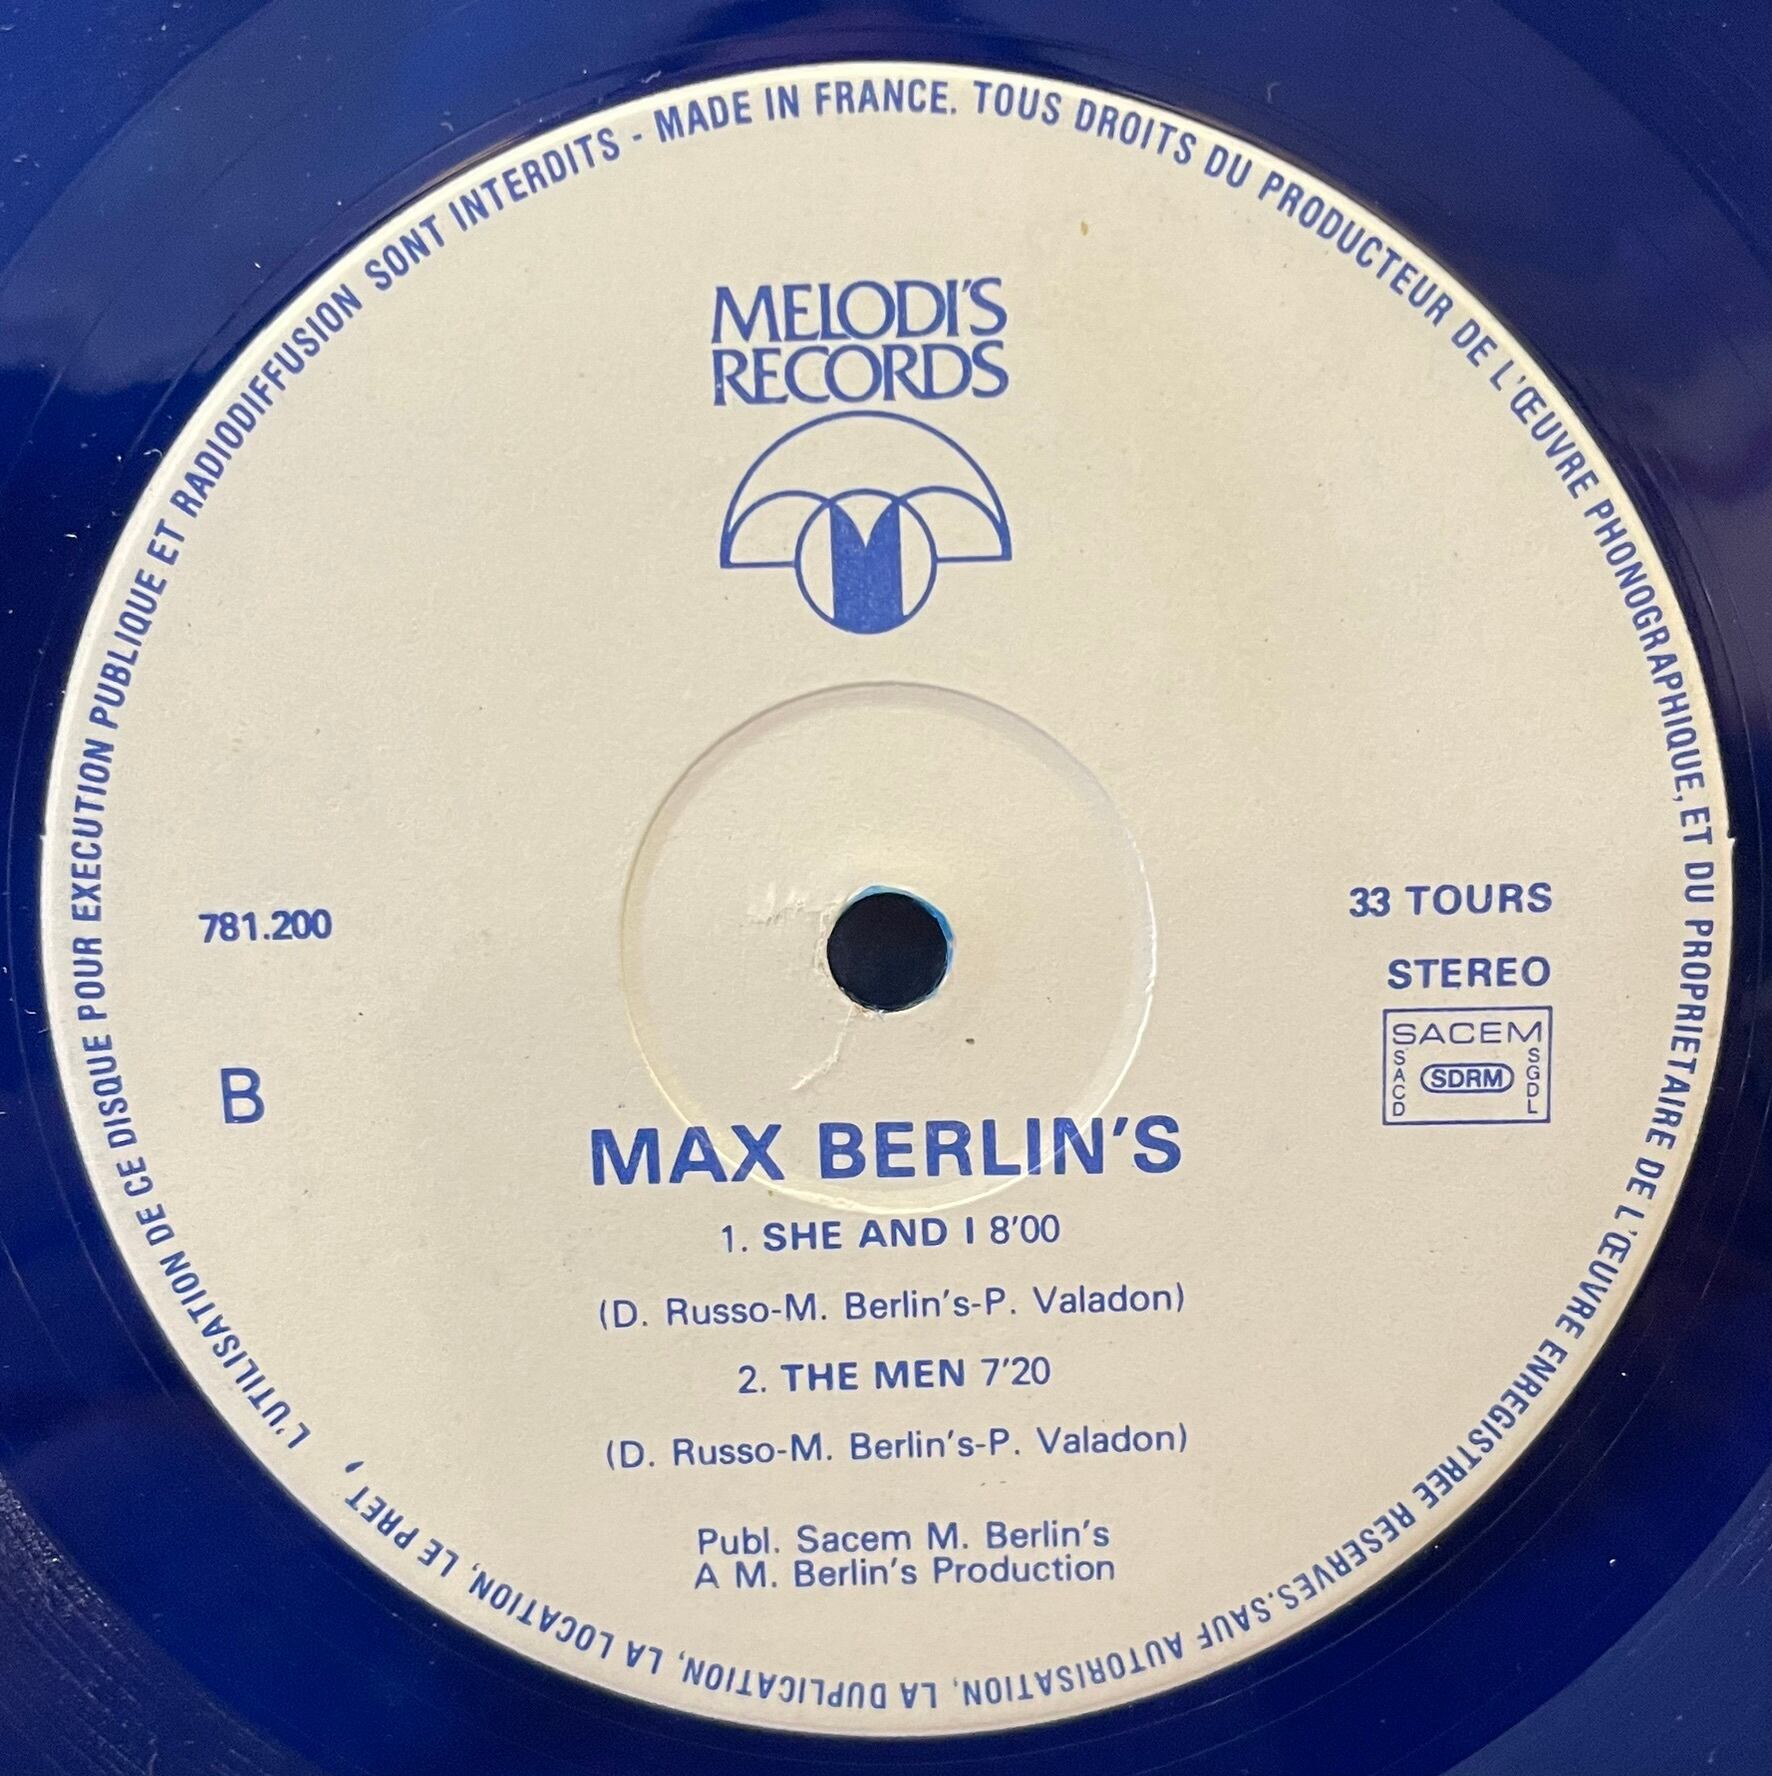 MADE IN FRANCE. TOUS DROITS DU PRODUCTEUR DE L'ŒUVRE PHONOGRAPHIQUE, ET DU PROPRIETAIRE DE L'ŒUVRE ENREGISTREE RESERVES. SAUF AUTORISATION, LA DUPLICATION, LA LOCATION, LE PRET, L'UTILISATION DE CE DISQUE POUR EXECUTION PUBLIQUE ET RADIODIFFUSION SONT INTERDITS -
MELODI'S
RECORDS
M
781.200
33 TOURS
STEREO
SACEM
SACD
SDRM
SGDL
B
MAX BERLIN'S
1. SHE AND I 8'00
(D. Russo-M. Berlin's-P. Valadon)
2. THE MEN 7'20
(D. Russo-M. Berlin's-P. Valadon)
Publ. Sacem M. Berlin's
A M. Berlin's Production